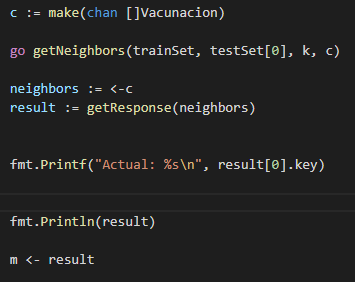 c := make(chan []Vacunacion)
go getNeighbors(trainSet, testSet[0], k, c)
neighbors := <-c
result := getResponse(neighbors)
fmt.Printf("Actual: %s\n", result[0].key)
fmt.Println(result)
m <- result